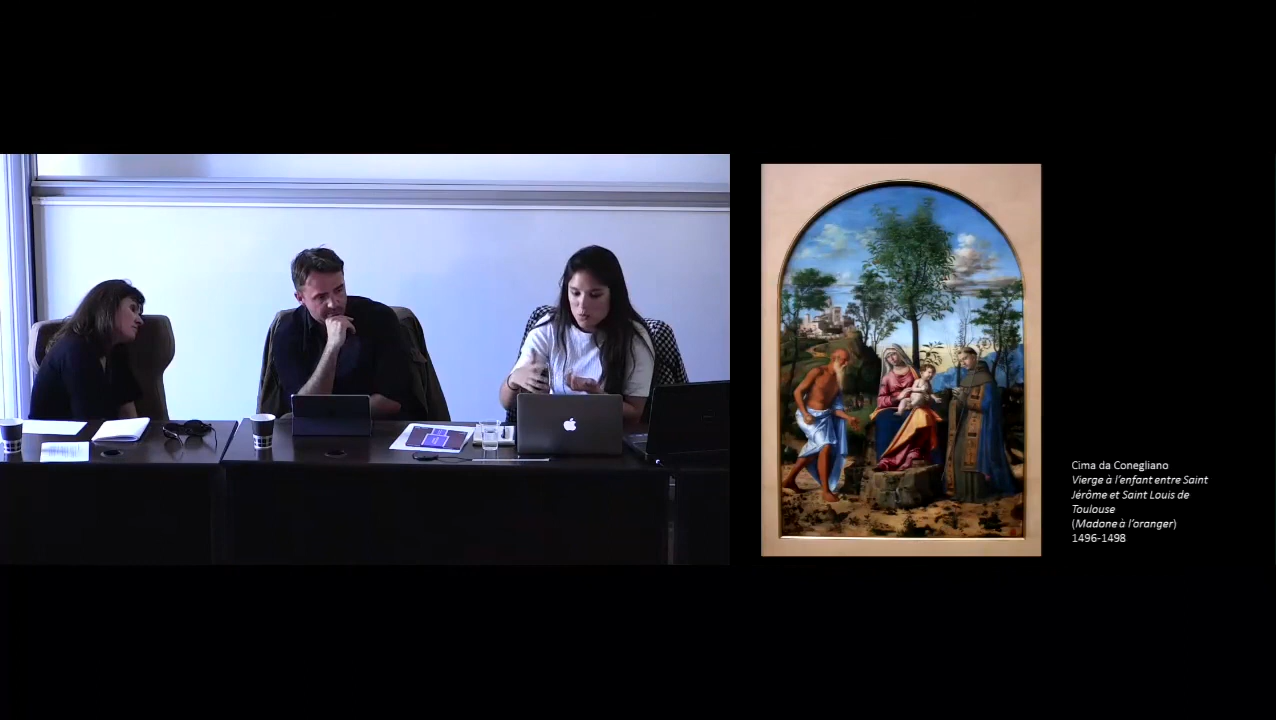 Cima da Conegliano
Vierge à l'enfant entre Saint
Jérôme et Saint Louis de
Toulouse
(Madone à l'oranger)
1496-1498